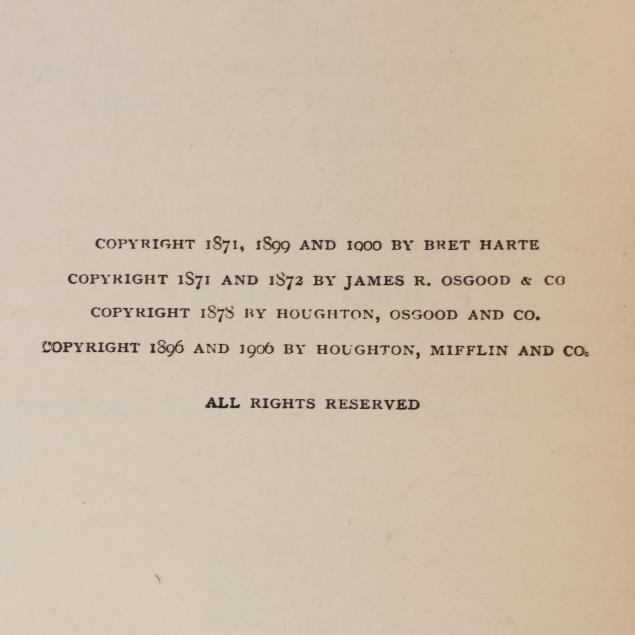 COPYRIGHT 1871, 1899 AND 1900 BY BRET HARTE
COPYRIGHT 1871 AND 1872 BY JAMES R. OSGOOD & CO
COPYRIGHT 1878 BY HOUGHTON, OSGOOD AND CO.
COPYRIGHT 1896 AND 1906 BY HOUGHTON, MIFFLIN AND CO.
ALL RIGHTS RESERVED